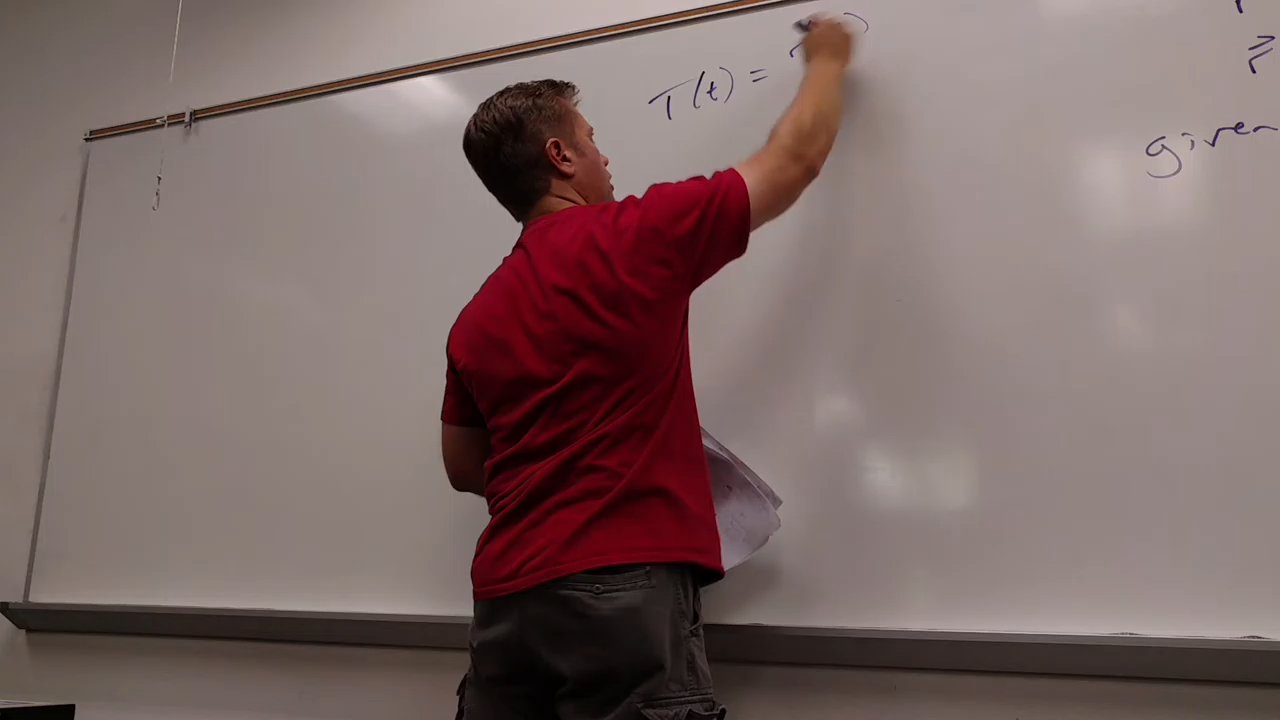 T(t) =
≥
given